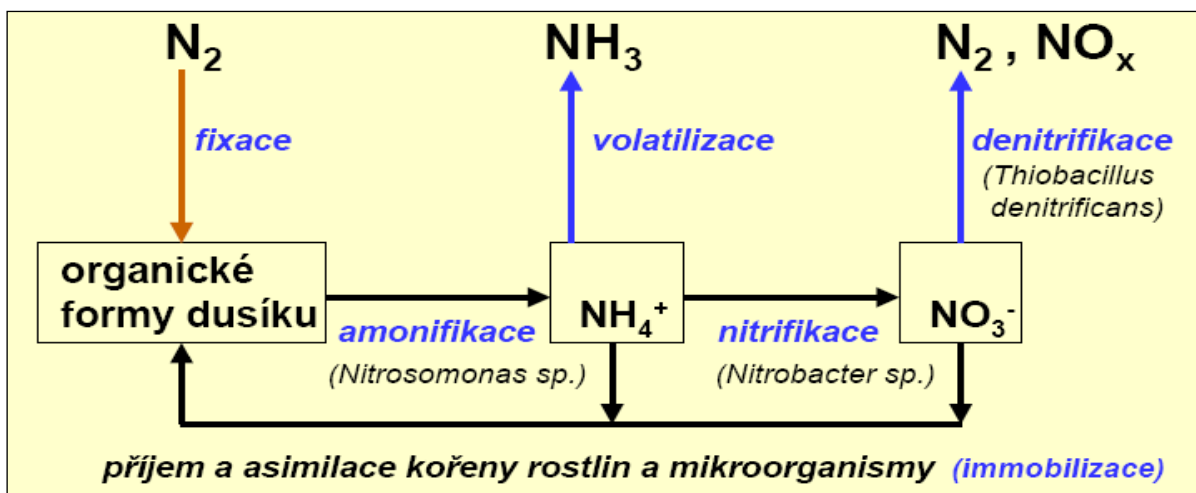 N₂ NH₃ N₂ , NOₓ
fixace volatilizace denitrifikace
(Thiobacillus
denitrificans)
organické
formy dusíku
NH₄⁺
NO₃⁻
amonifikace nitrifikace
(Nitrosomonas sp.) (Nitrobacter sp.)
příjem a asimilace kořeny rostlin a mikroorganismy (immobilizace)